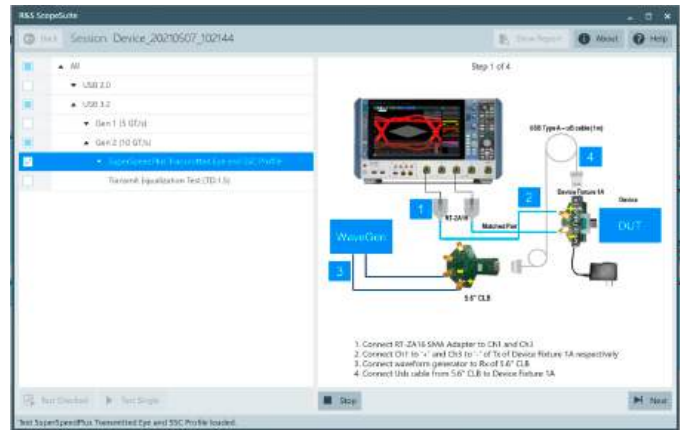 R&S ScopeSuite
Back
Session Device_20210507_102144
Show Report
About
Help
All
USB 2.0
USB 3.2
Gen 1 (5 GT/s)
Gen 2 (10 GT/s)
SuperSpeedPlus Transmitted Eye and SSC Profile
Transmit Equalization Test (TD.1.5)
Step 1 of 4
USB Type A—uB cable(1m)
4
Device Fixture 1A
Device
1
2
RT-ZA16
Matched Pair
DUT
WaveGen
3
5.6" CLB
1. Connect RT-ZA16 SMA Adapter to Ch1 and Ch3
2. Connect Ch1 to '+' and Ch3 to '-' of Tx of Device Fixture 1A respectively
3. Connect waveform generator to Rx of 5.6" CLB
4. Connect Usb cable from 5.6" CLB to Device Fixture 1A
Test Checked
Test Single
Stop
Next
Test SuperSpeedPlus Transmitted Eye and SSC Profile loaded.